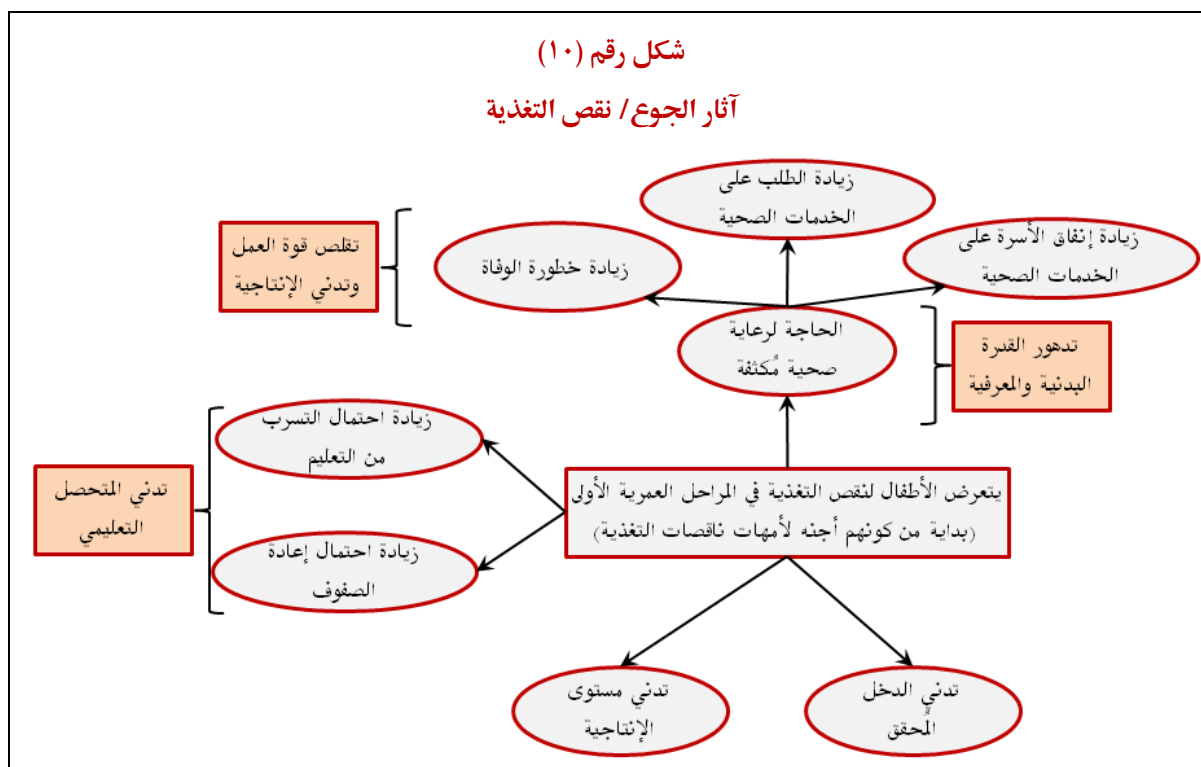 شكل رقم (١٠)
آثار الجوع/ نقص التغذية
زيادة الطلب على
الخدمات الصحية
زيادة إنفاق الأسرة على
الخدمات الصحية
زيادة خطورة الوفاة
تقلص قوة العمل
وتدني الإنتاجية
الحاجة لرعاية
صحية مُكثفة
تدهور القدرة
البدنية والمعرفية
زيادة احتمال التسرب
من التعليم
تدني المتحصل
التعليمي
زيادة احتمال إعادة
الصفوف
يتعرض الأطفال لنقص التغذية في المراحل العمرية الأولى
(بداية من كونهم أجنه لأمهات ناقصات التغذية)
تدني الدخل
المُحقق
تدني مستوى
الإنتاجية